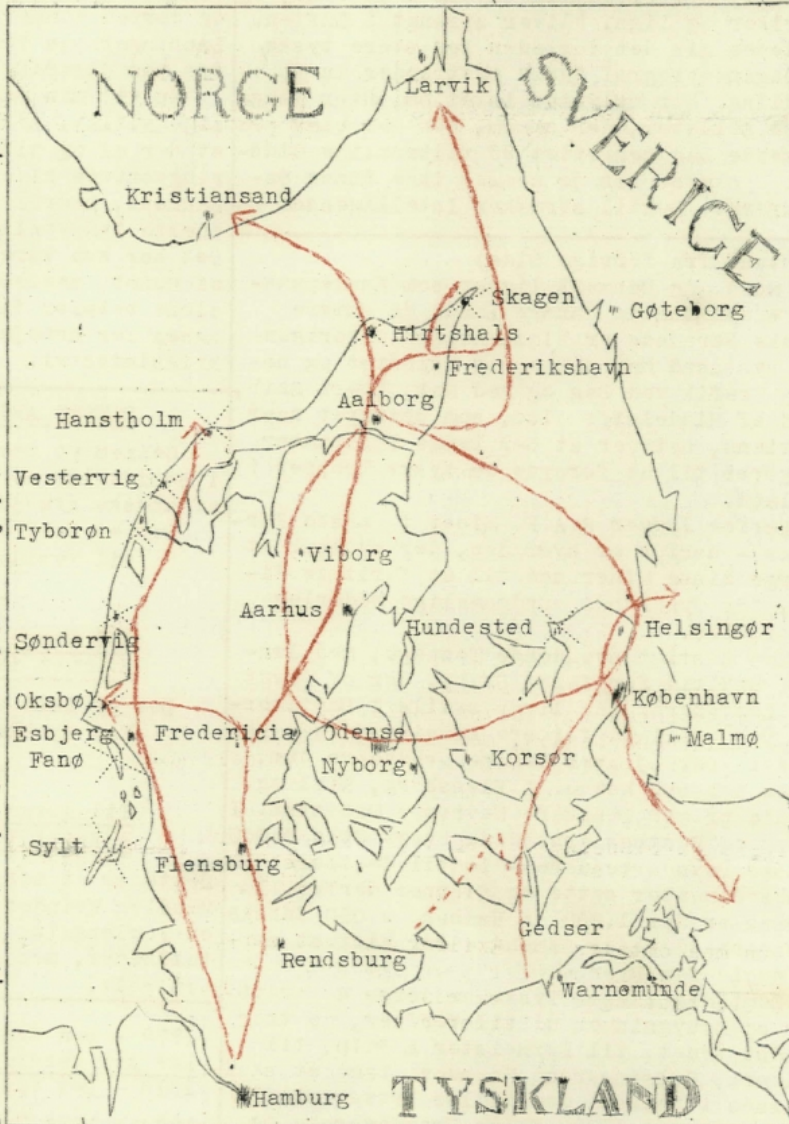 NORGE
SVERIGE
Larvik
Kristiansand
Skagen
Gøteborg
Hirtshals
Frederikshavn
Hanstholm
Aalborg
Vestervig
Tyborøn
Viborg
Aarhus
Hundested
Helsingør
Søndervig
Oksbøl
København
Esbjerg
Fredericia
Odense
Malmø
Fanø
Nyborg
Korsør
Sylt
Flensburg
Gedser
Rendsburg
Warnemünde
Hamburg
TYSKLAND